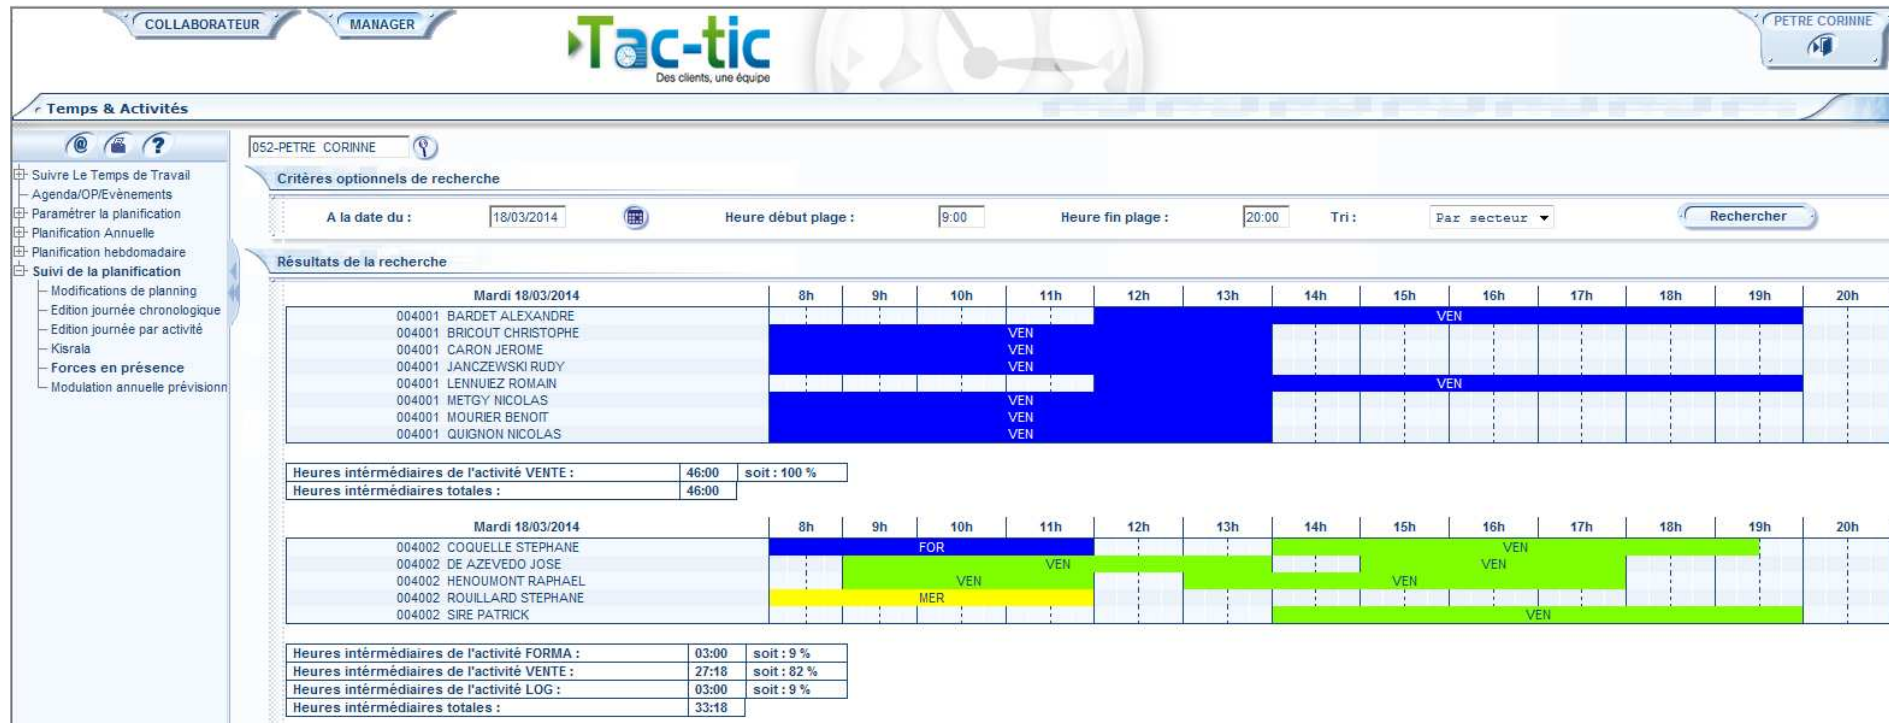 COLLABORATEUR MANAGER PETRE CORINNE
Tac-tic
Des clients, une équipe
Temps & Activités
@ ?
052-PETRE CORINNE
Suivre Le Temps de Travail
Agenda/OP/Evènements
Paramétrer la planification
Planification Annuelle
Planification hebdomadaire
Suivi de la planification
Modifications de planning
Edition journée chronologique
Edition journée par activité
Kisrala
Forces en présence
Modulation annuelle prévisionn
Critères optionnels de recherche
A la date du : 18/03/2014 Heure début plage : 9:00 Heure fin plage : 20:00 Tri : Par secteur Rechercher
Résultats de la recherche
Mardi 18/03/2014 8h 9h 10h 11h 12h 13h 14h 15h 16h 17h 18h 19h 20h
004001 BARDET ALEXANDRE VEN
004001 BRICOUT CHRISTOPHE VEN
004001 CARON JEROME VEN
004001 JANCZEWSKI RUDY VEN
004001 LENNUIEZ ROMAIN VEN
004001 METGY NICOLAS VEN
004001 MOURIER BENOIT VEN
004001 QUIGNON NICOLAS VEN
Heures intérmédiaires de l'activité VENTE : 46:00 soit : 100 %
Heures intérmédiaires totales : 46:00
Mardi 18/03/2014 8h 9h 10h 11h 12h 13h 14h 15h 16h 17h 18h 19h 20h
004002 COQUELLE STEPHANE FOR VEN
004002 DE AZEVEDO JOSE VEN VEN
004002 HENOUMONT RAPHAEL VEN VEN
004002 ROUILLARD STEPHANE MER
004002 SIRE PATRICK VEN
Heures intérmédiaires de l'activité FORMA : 03:00 soit : 9 %
Heures intérmédiaires de l'activité VENTE : 27:18 soit : 82 %
Heures intérmédiaires de l'activité LOG : 03:00 soit : 9 %
Heures intérmédiaires totales : 33:18